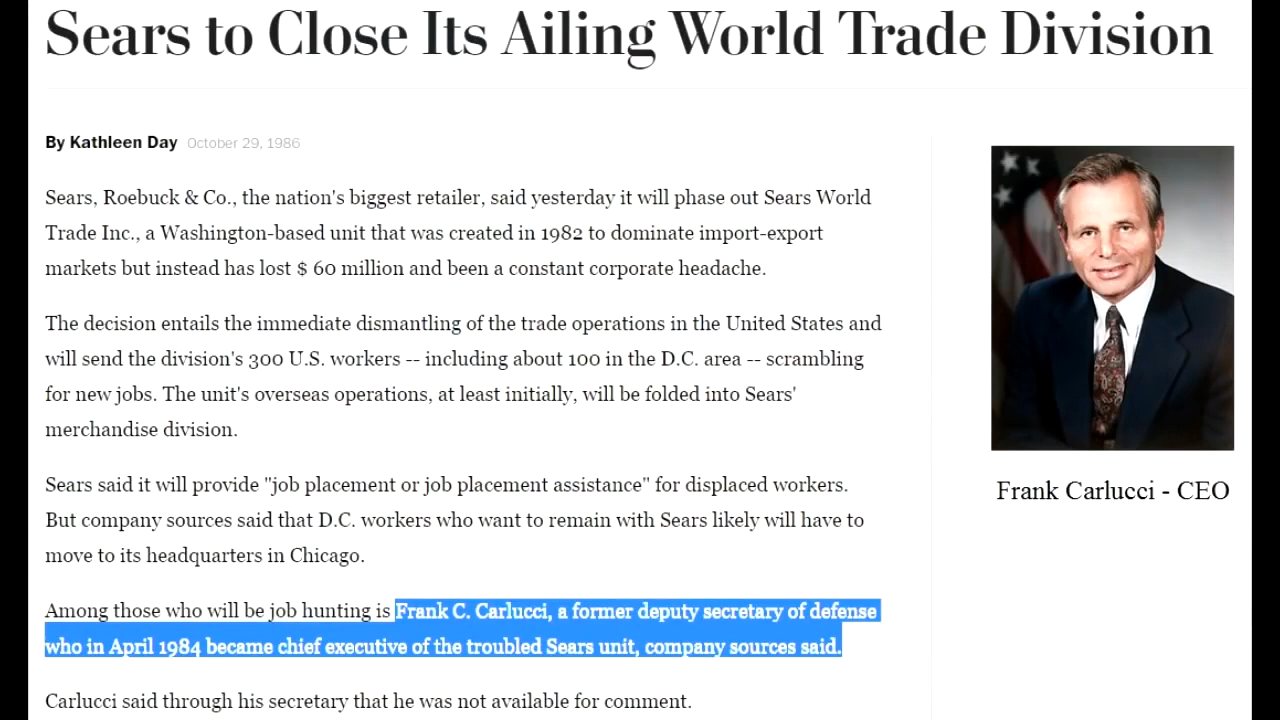 Sears to Close Its Ailing World Trade Division
By Kathleen Day October 29, 1986
Sears, Roebuck & Co., the nation's biggest retailer, said yesterday it will phase out Sears World
Trade Inc., a Washington-based unit that was created in 1982 to dominate import-export
markets but instead has lost $ 60 million and been a constant corporate headache.
The decision entails the immediate dismantling of the trade operations in the United States and
will send the division's 300 U.S. workers -- including about 100 in the D.C. area -- scrambling
for new jobs. The unit's overseas operations, at least initially, will be folded into Sears'
merchandise division.
Sears said it will provide "job placement or job placement assistance" for displaced workers.
But company sources said that D.C. workers who want to remain with Sears likely will have to
move to its headquarters in Chicago.
Among those who will be job hunting is Frank C. Carlucci, a former deputy secretary of defense
who in April 1984 became chief executive of the troubled Sears unit, company sources said.
Carlucci said through his secretary that he was not available for comment.
Frank Carlucci - CEO